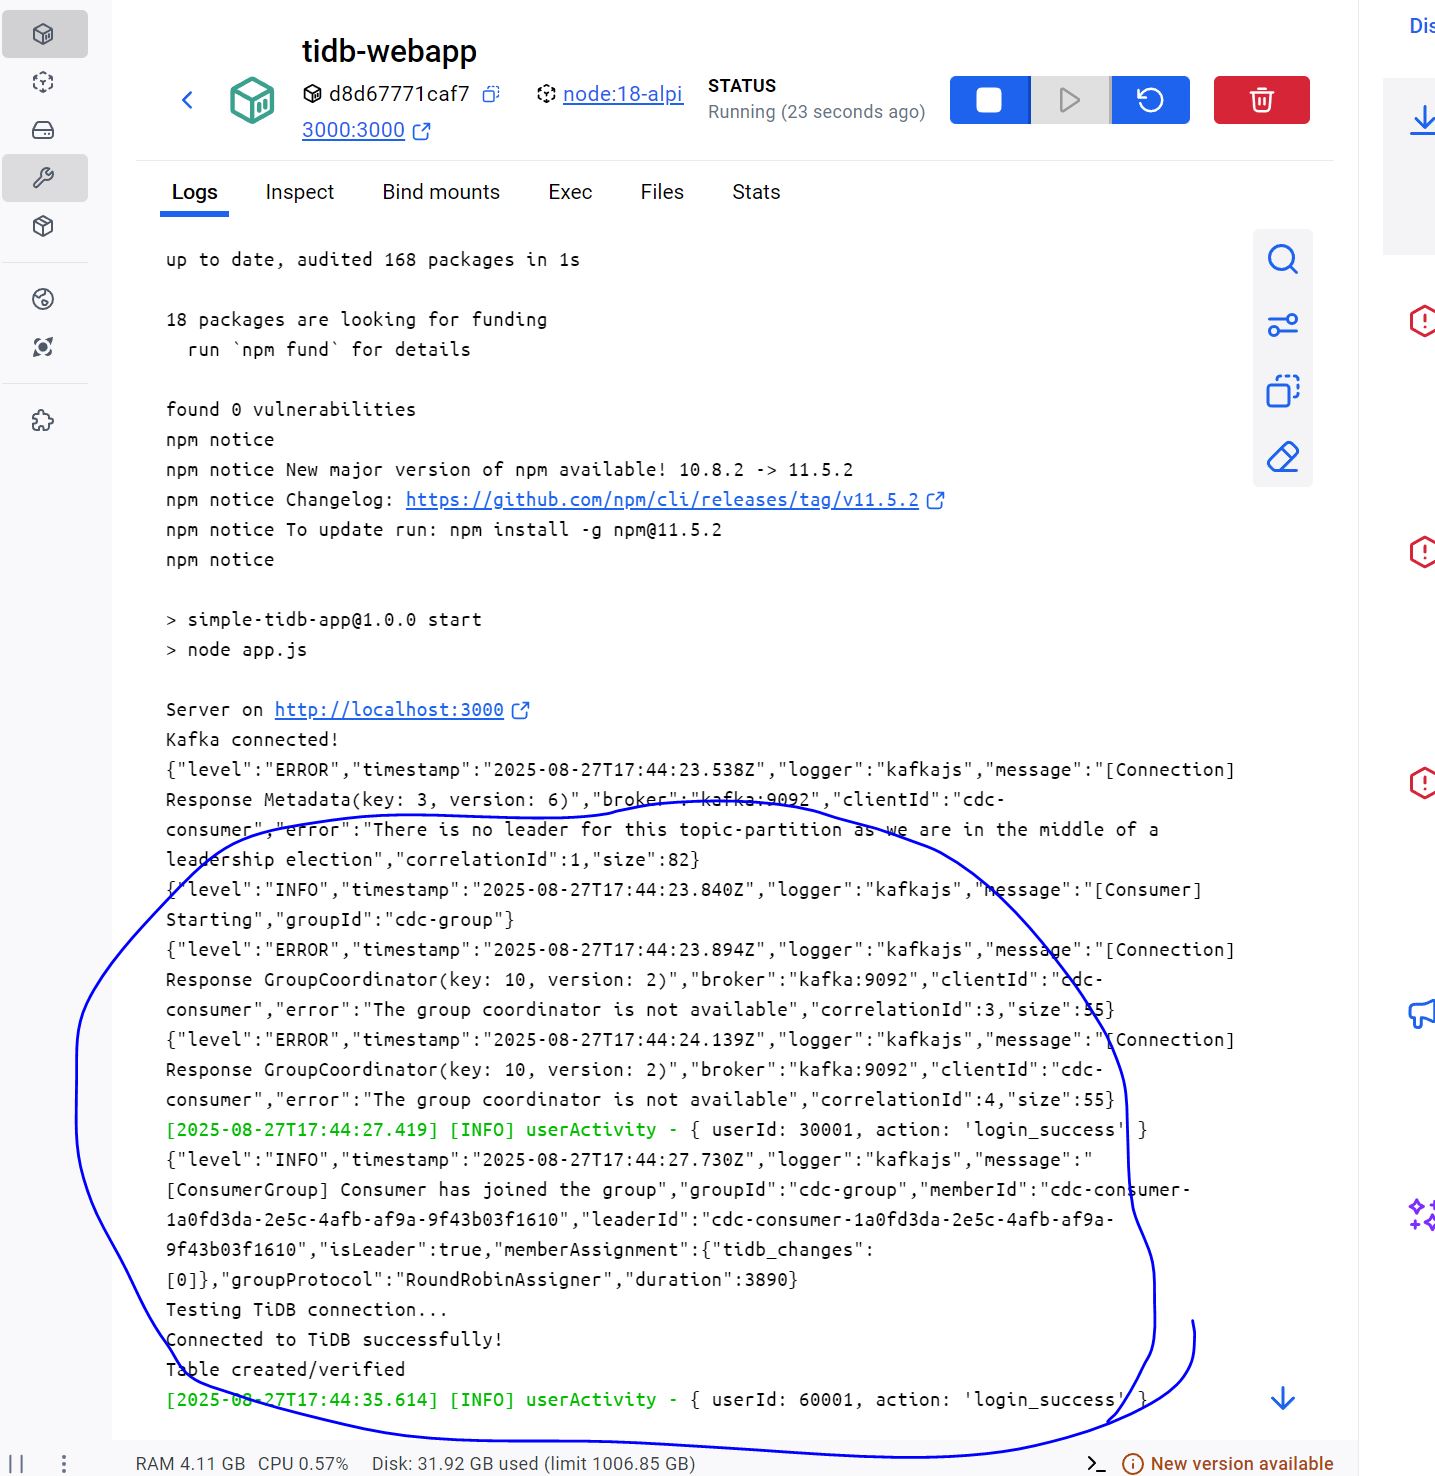 tidb-webapp
d8d67771caf7
node:18-alpi
3000:3000
STATUS
Running (23 seconds ago)
Dis
Logs
Inspect
Bind mounts
Exec
Files
Stats
up to date, audited 168 packages in 1s
18 packages are looking for funding
run `npm fund` for details
found 0 vulnerabilities
npm notice
npm notice New major version of npm available! 10.8.2 -> 11.5.2
npm notice Changelog: https://github.com/npm/cli/releases/tag/v11.5.2
npm notice To update run: npm install -g npm@11.5.2
npm notice
> simple-tidb-app@1.0.0 start
> node app.js
Server on http://localhost:3000
Kafka connected!
{"level":"ERROR","timestamp":"2025-08-27T17:44:23.538Z","logger":"kafkajs","message":"[Connection]
Response Metadata(key: 3, version: 6)","broker":"kafka:9092","clientId":"cdc-
consumer","error":"There is no leader for this topic-partition as we are in the middle of a
leadership election","correlationId":1,"size":82}
{"level":"INFO","timestamp":"2025-08-27T17:44:23.840Z","logger":"kafkajs","message":"[Consumer]
Starting","groupId":"cdc-group"}
{"level":"ERROR","timestamp":"2025-08-27T17:44:23.894Z","logger":"kafkajs","message":"[Connection]
Response GroupCoordinator(key: 10, version: 2)","broker":"kafka:9092","clientId":"cdc-
consumer","error":"The group coordinator is not available","correlationId":3,"size":55}
{"level":"ERROR","timestamp":"2025-08-27T17:44:24.139Z","logger":"kafkajs","message":"[Connection]
Response GroupCoordinator(key: 10, version: 2)","broker":"kafka:9092","clientId":"cdc-
consumer","error":"The group coordinator is not available","correlationId":4,"size":55}
[2025-08-27T17:44:27.419] [INFO] userActivity - { userId: 30001, action: 'login_success' }
{"level":"INFO","timestamp":"2025-08-27T17:44:27.730Z","logger":"kafkajs","message":"
[ConsumerGroup] Consumer has joined the group","groupId":"cdc-group","memberId":"cdc-consumer-
1a0fd3da-2e5c-4afb-af9a-9f43b03f1610","leaderId":"cdc-consumer-1a0fd3da-2e5c-4afb-af9a-
9f43b03f1610","isLeader":true,"memberAssignment":{"tidb_changes":
[0]},"groupProtocol":"RoundRobinAssigner","duration":3890}
Testing TiDB connection...
Connected to TiDB successfully!
Table created/verified
[2025-08-27T17:44:35.614] [INFO] userActivity - { userId: 60001, action: 'login_success' }
RAM 4.11 GB CPU 0.57% Disk: 31.92 GB used (limit 1006.85 GB)
New version available